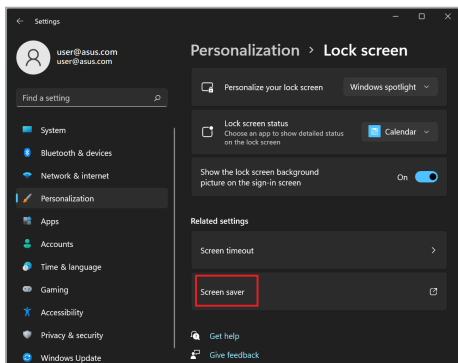 Settings
user@asus.com
user@asus.com
Find a setting
System
Bluetooth & devices
Network & internet
Personalization
Apps
Accounts
Time & language
Gaming
Accessibility
Privacy & security
Windows Update
Personalization > Lock screen
Personalize your lock screen
Windows spotlight
Lock screen status
Choose an app to show detailed status
on the lock screen
Calendar
Show the lock screen background
picture on the sign-in screen
On
Related settings
Screen timeout
Screen saver
Get help
Give feedback